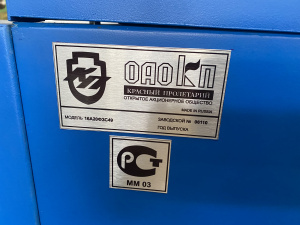 ОАО КП
КРАСНЫЙ ПРОЛЕТАРИЙ
ОТКРЫТОЕ АКЦИОНЕРНОЕ ОБЩЕСТВО
MADE IN RUSSIA
МОДЕЛЬ 16А20Ф3С49 ЗАВОДСКОЙ №
ГОД ВЫПУСКА
РСТ
ММ 03